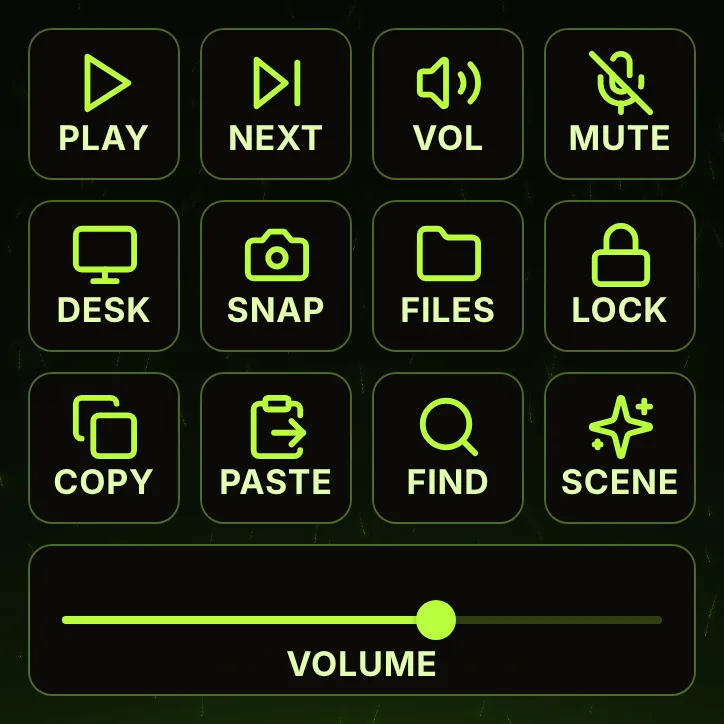 PLAY
NEXT
VOL
MUTE
DESK
SNAP
FILES
LOCK
COPY
PASTE
FIND
SCENE
VOLUME